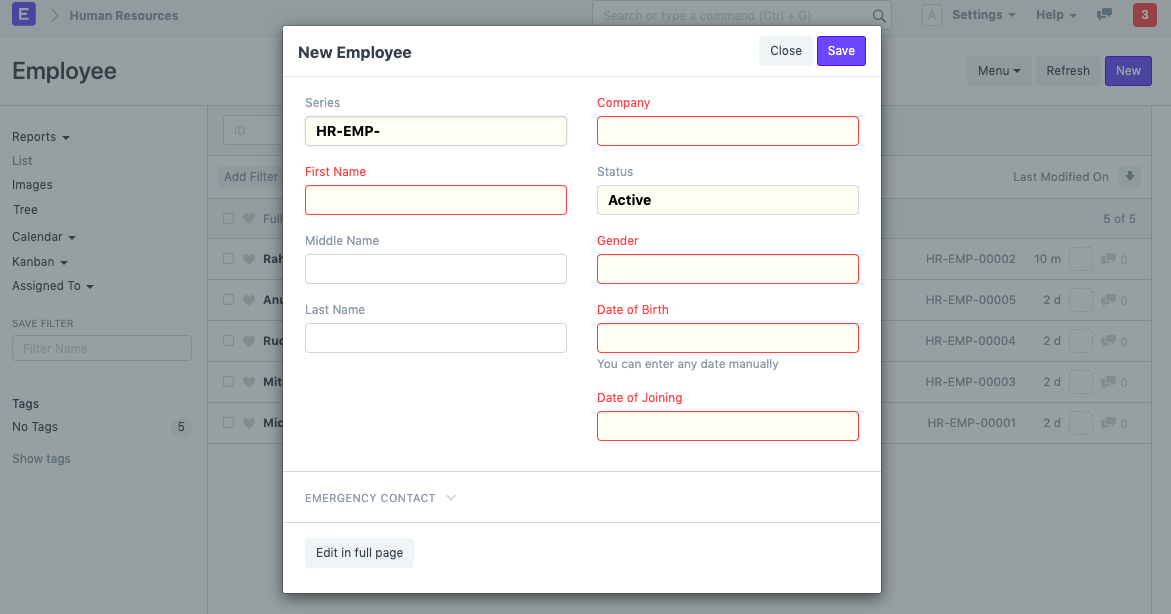 E
Human Resources
Search or type a command (Ctrl + G)
A
Settings
Help
3
Employee
Menu
Refresh
New
Reports
List
Images
Tree
Calendar
Kanban
Assigned To
SAVE FILTER
Filter Name
Tags
No Tags
5
Show tags
ID
Add Filter
Last Modified On
Full
5 of 5
Rah
HR-EMP-00002
10 m
0
Anu
HR-EMP-00005
2 d
0
HR-EMP-00004
2 d
0
Mit
HR-EMP-00003
2 d
0
Mic
HR-EMP-00001
2 d
0
New Employee
Close
Save
Series
HR-EMP-
First Name
Middle Name
Last Name
Company
Status
Active
Gender
Date of Birth
You can enter any date manually
Date of Joining
EMERGENCY CONTACT
Edit in full page